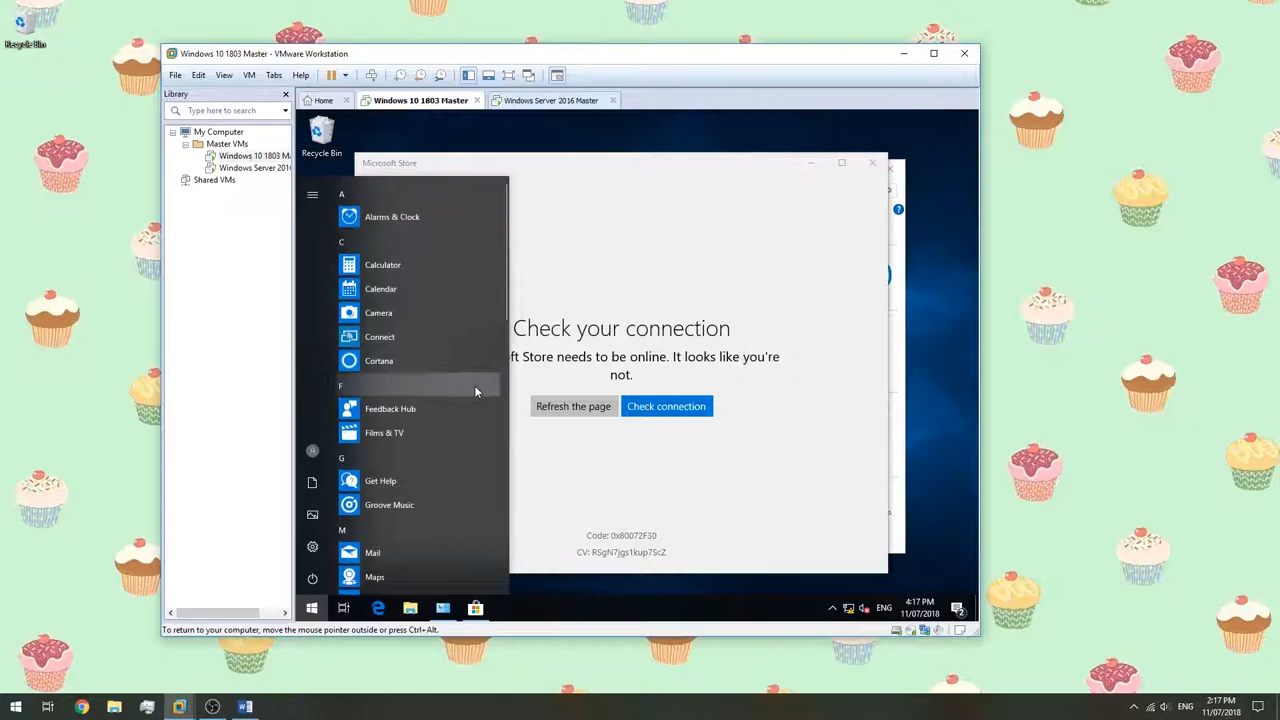 Recycle Bin
Windows 10 1803 Master - VMware Workstation
File Edit View VM Tabs Help
Library
Type here to search
Home
Windows 10 1803 Master
Windows Server 2016 Master
My Computer
Master VMs
Windows 10 1803 Ma
Windows Server 2016
Shared VMs
Recycle Bin
Microsoft Store
A
Alarms & Clock
C
Calculator
Calendar
Camera
Connect
Cortana
F
Feedback Hub
Films & TV
G
Get Help
Groove Music
M
Mail
Maps
Check your connection
ft Store needs to be online. It looks like you're
not.
Refresh the page
Check connection
Code: 0x80072F30
CV: RSgN7jgs1kup7ScZ
ENG
4:17 PM
11/07/2018
2
To return to your computer, move the mouse pointer outside or press Ctrl+Alt.
ENG
2:17 PM
11/07/2018